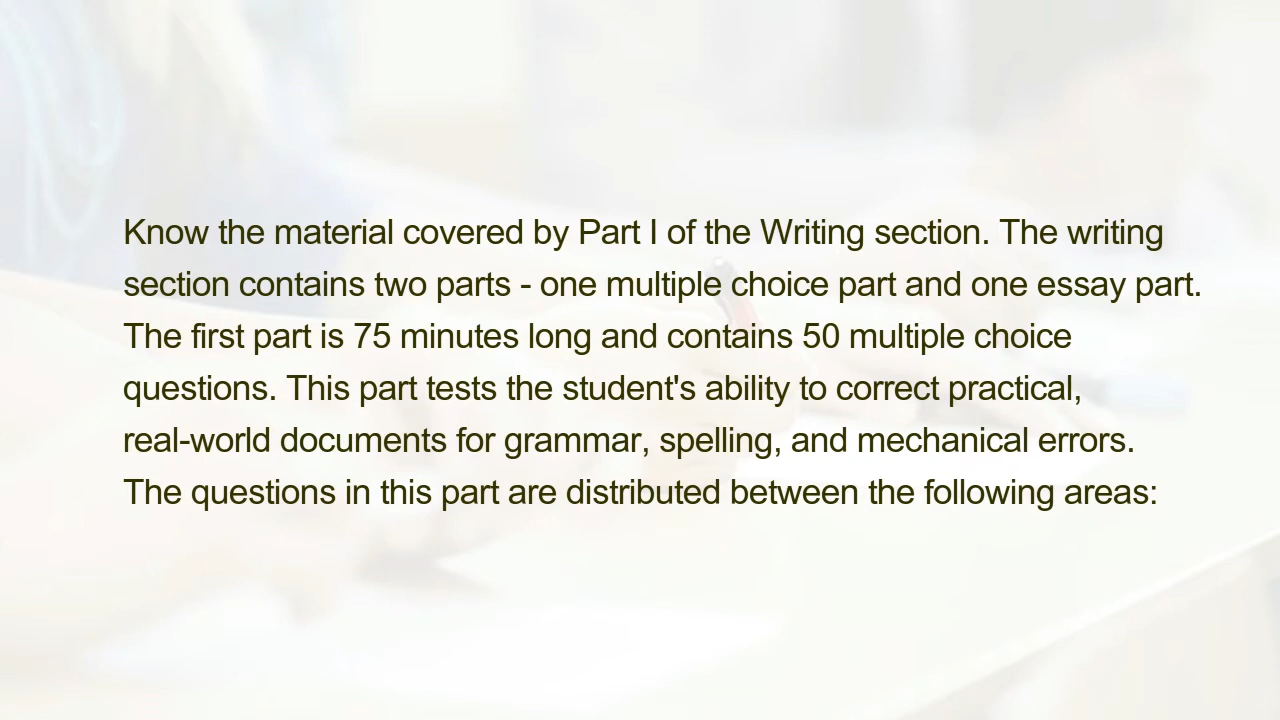 Know the material covered by Part I of the Writing section. The writing
section contains two parts - one multiple choice part and one essay part.
The first part is 75 minutes long and contains 50 multiple choice
questions. This part tests the student's ability to correct practical,
real-world documents for grammar, spelling, and mechanical errors.
The questions in this part are distributed between the following areas: